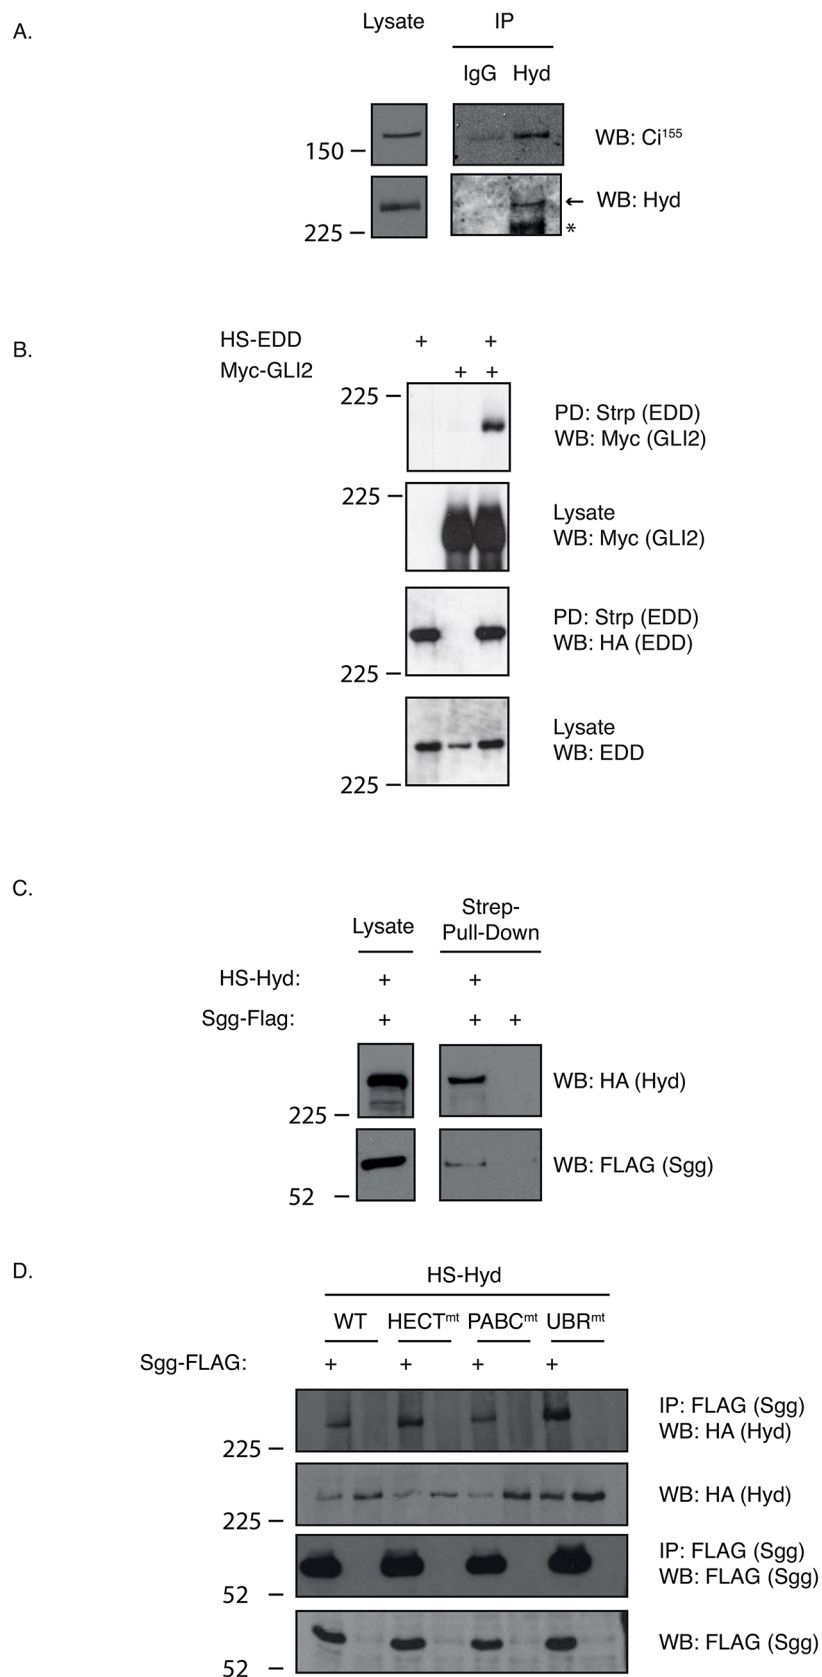 A.
Lysate IP
IgG Hyd
150 WB: Ci155
← WB: Hyd
225 *
B.
HS-EDD + +
Myc-GLI2 + +
225
PD: Strp (EDD)
WB: Myc (GLI2)
225
Lysate
WB: Myc (GLI2)
PD: Strp (EDD)
WB: HA (EDD)
225
Lysate
WB: EDD
225
C.
Strep-
Lysate Pull-Down
HS-Hyd: + +
Sgg-Flag: + + +
WB: HA (Hyd)
225
WB: FLAG (Sgg)
52
D.
HS-Hyd
WT HECTmt PABCmt UBRmt
Sgg-FLAG: + + + +
IP: FLAG (Sgg)
WB: HA (Hyd)
225
WB: HA (Hyd)
225
IP: FLAG (Sgg)
WB: FLAG (Sgg)
52
WB: FLAG (Sgg)
52